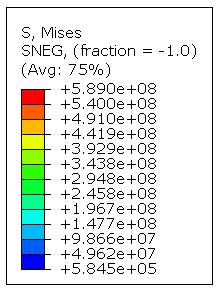 S, Mises
SNEG, (fraction = -1.0)
(Avg: 75%)
+5.890e+08
+5.400e+08
+4.910e+08
+4.419e+08
+3.929e+08
+3.438e+08
+2.948e+08
+2.458e+08
+1.967e+08
+1.477e+08
+9.866e+07
+4.962e+07
+5.845e+05